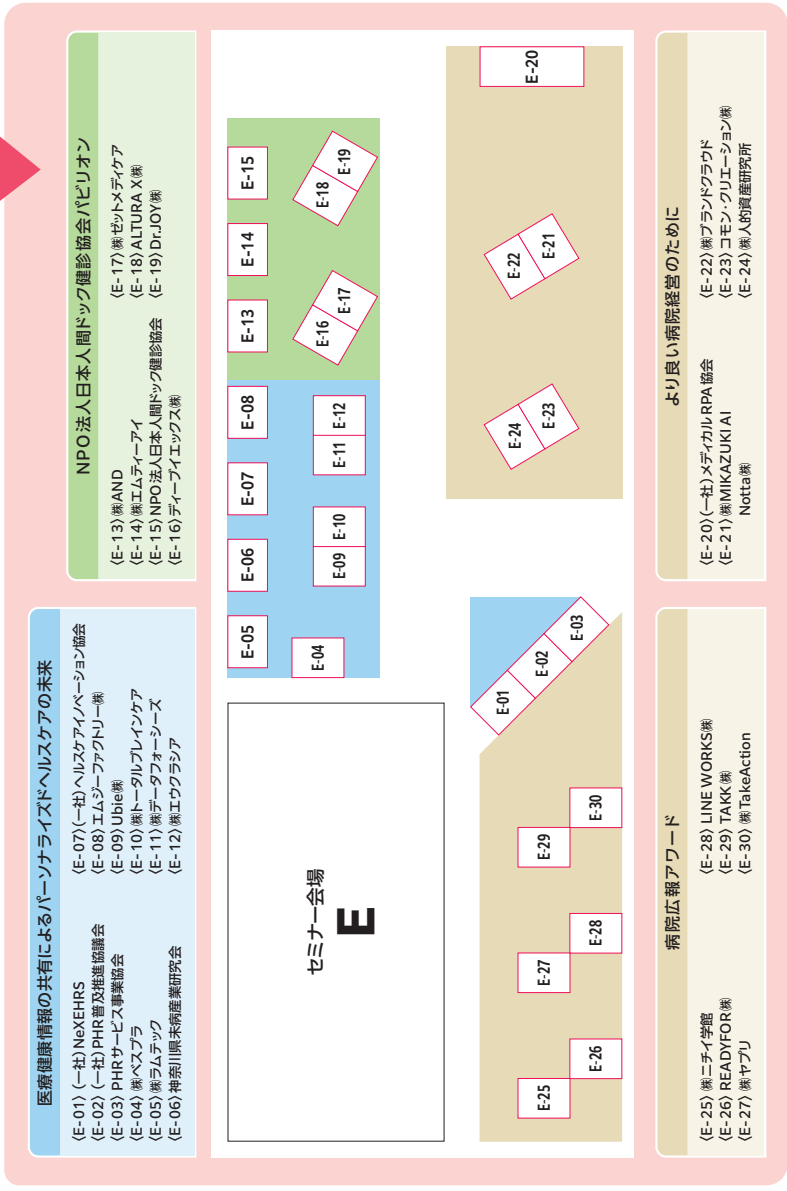 医療健康情報の共有によるパーソナライズドヘルスケアの未来
〈E-01〉(一社)NeXEHRS
〈E-02〉(一社)PHR普及推進協議会
〈E-03〉PHRサービス事業協会
〈E-04〉㈱ベスプラ
〈E-05〉㈱ラムテック
〈E-06〉神奈川県未病産業研究会
〈E-07〉(一社)ヘルスケアイノベーション協会
〈E-08〉エムジーファクトリー㈱
〈E-09〉Ubie㈱
〈E-10〉㈱トータルブレインケア
〈E-11〉㈱データフォーシーズ
〈E-12〉㈱エウクラシア
NPO法人日本人間ドック健診協会パビリオン
〈E-13〉㈱AND
〈E-14〉㈱エムティーアイ
〈E-15〉NPO法人日本人間ドック健診協会
〈E-16〉ディーブイエックス㈱
〈E-17〉㈱ゼットメディケア
〈E-18〉ALTURA X㈱
〈E-19〉Dr.JOY㈱
E-05
E-06
E-07
E-08
E-13
E-14
E-15
E-04
E-09
E-10
E-11
E-12
E-16
E-17
E-18
E-19
セミナー会場
E
E-01
E-02
E-03
E-24
E-23
E-22
E-21
E-20
E-25
E-26
E-27
E-28
E-29
E-30
病院広報アワード
〈E-25〉㈱ニチイ学館
〈E-26〉READYFOR㈱
〈E-27〉㈱ヤプリ
〈E-28〉LINE WORKS㈱
〈E-29〉TAKK㈱
〈E-30〉㈱TakeAction
より良い病院経営のために
〈E-20〉(一社)メディカルRPA協会
〈E-21〉㈱MIKAZUKI AI
Notta㈱
〈E-22〉㈱ブランドクラウド
〈E-23〉コモン・クリエーション㈱
〈E-24〉㈱人的資産研究所